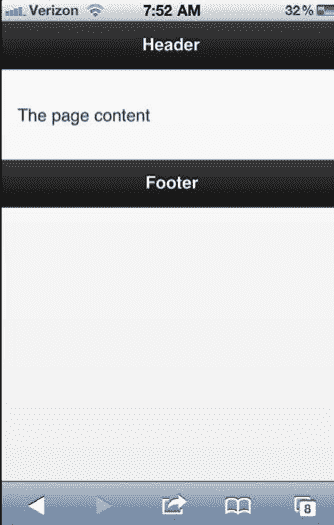 Verizon 7:52 AM 32%
Header
The page content
Footer
8